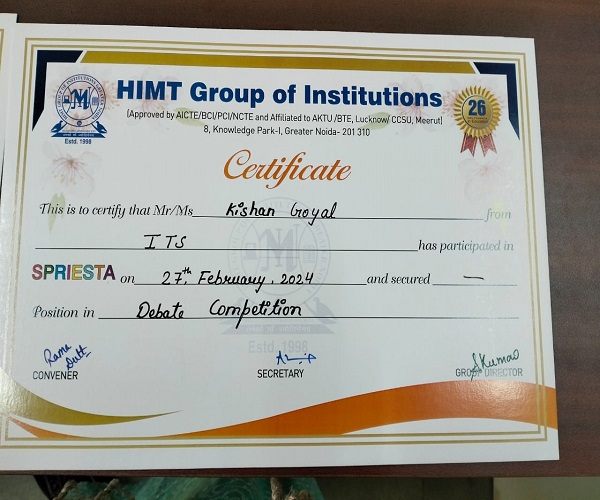 HIMT Group of Institutions
[Approved by AICTE/BCI/PCI/NCTE and Affiliated to AKTU /BTE, Lucknow/ CCSU, Meerut]
8, Knowledge Park-I, Greater Noida- 201 310
Estd. 1998
26
Certificate
This is to certify that Mr/Ms Kishan Goyal from
ITS has participated in
SPRIESTA on 27th, February, 2024 and secured —
Position in Debate Competition
Estd. 1998
Rama Dutt
SKumar
CONVENER SECRETARY GROUP DIRECTOR